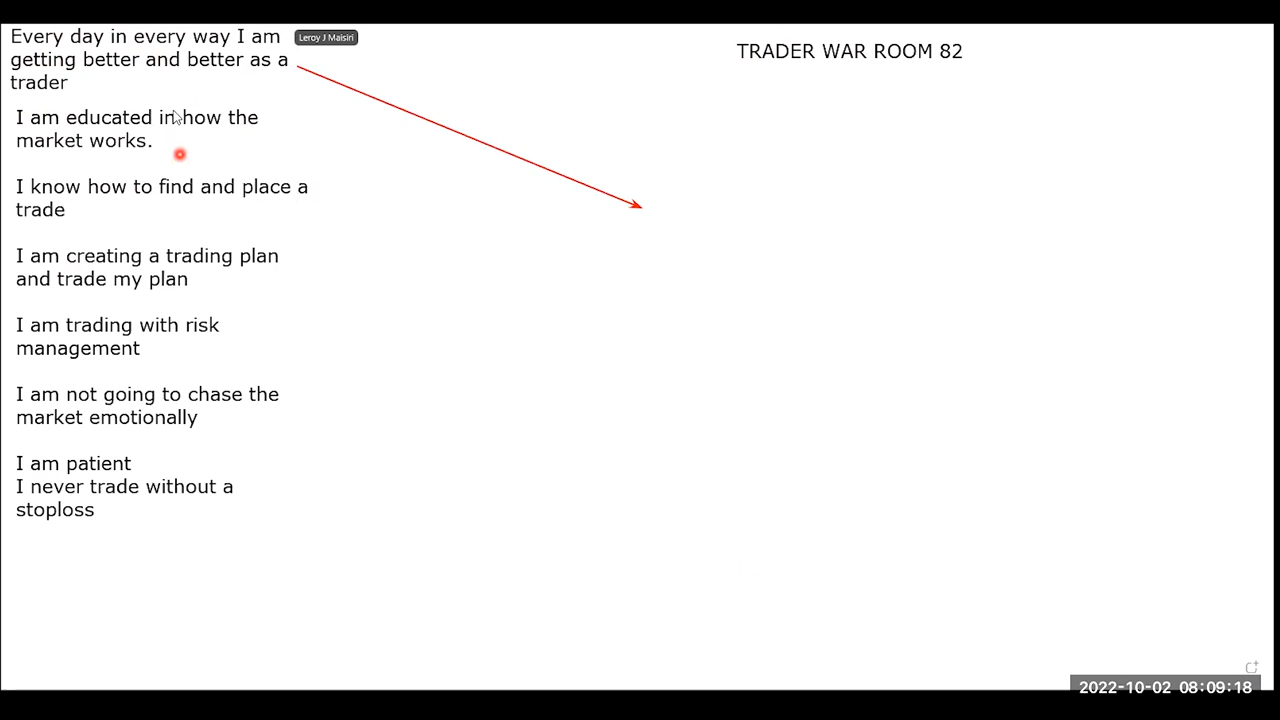 Every day in every way I am
getting better and better as a
trader
Leroy J Maisiri
TRADER WAR ROOM 82
I am educated in how the
market works.
I know how to find and place a
trade
I am creating a trading plan
and trade my plan
I am trading with risk
management
I am not going to chase the
market emotionally
I am patient
I never trade without a
stoploss
2022-10-02 08:09:18